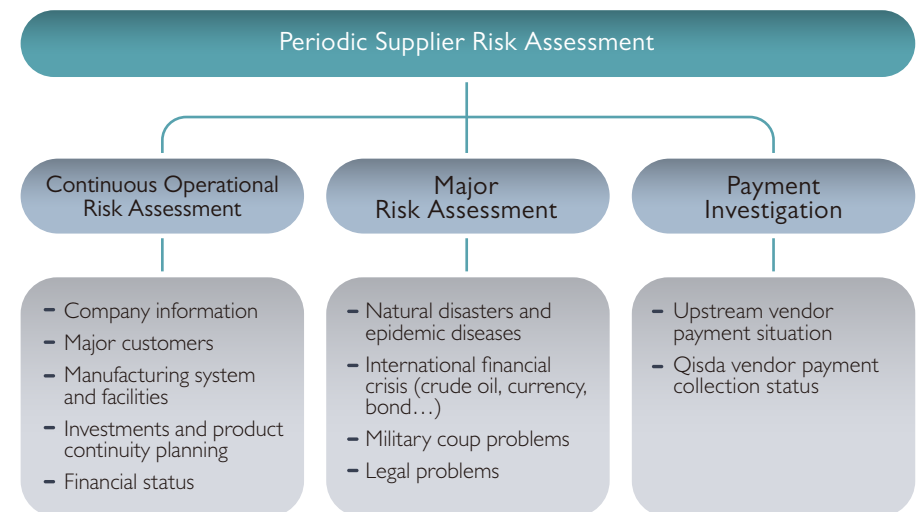 Periodic Supplier Risk Assessment
Continuous Operational
Risk Assessment
- Company information
- Major customers
- Manufacturing system
and facilities
- Investments and product
continuity planning
- Financial status
Major
Risk Assessment
- Natural disasters and
epidemic diseases
- International financial
crisis (crude oil, currency,
bond…)
- Military coup problems
- Legal problems
Payment
Investigation
- Upstream vendor
payment situation
- Qisda vendor payment
collection status